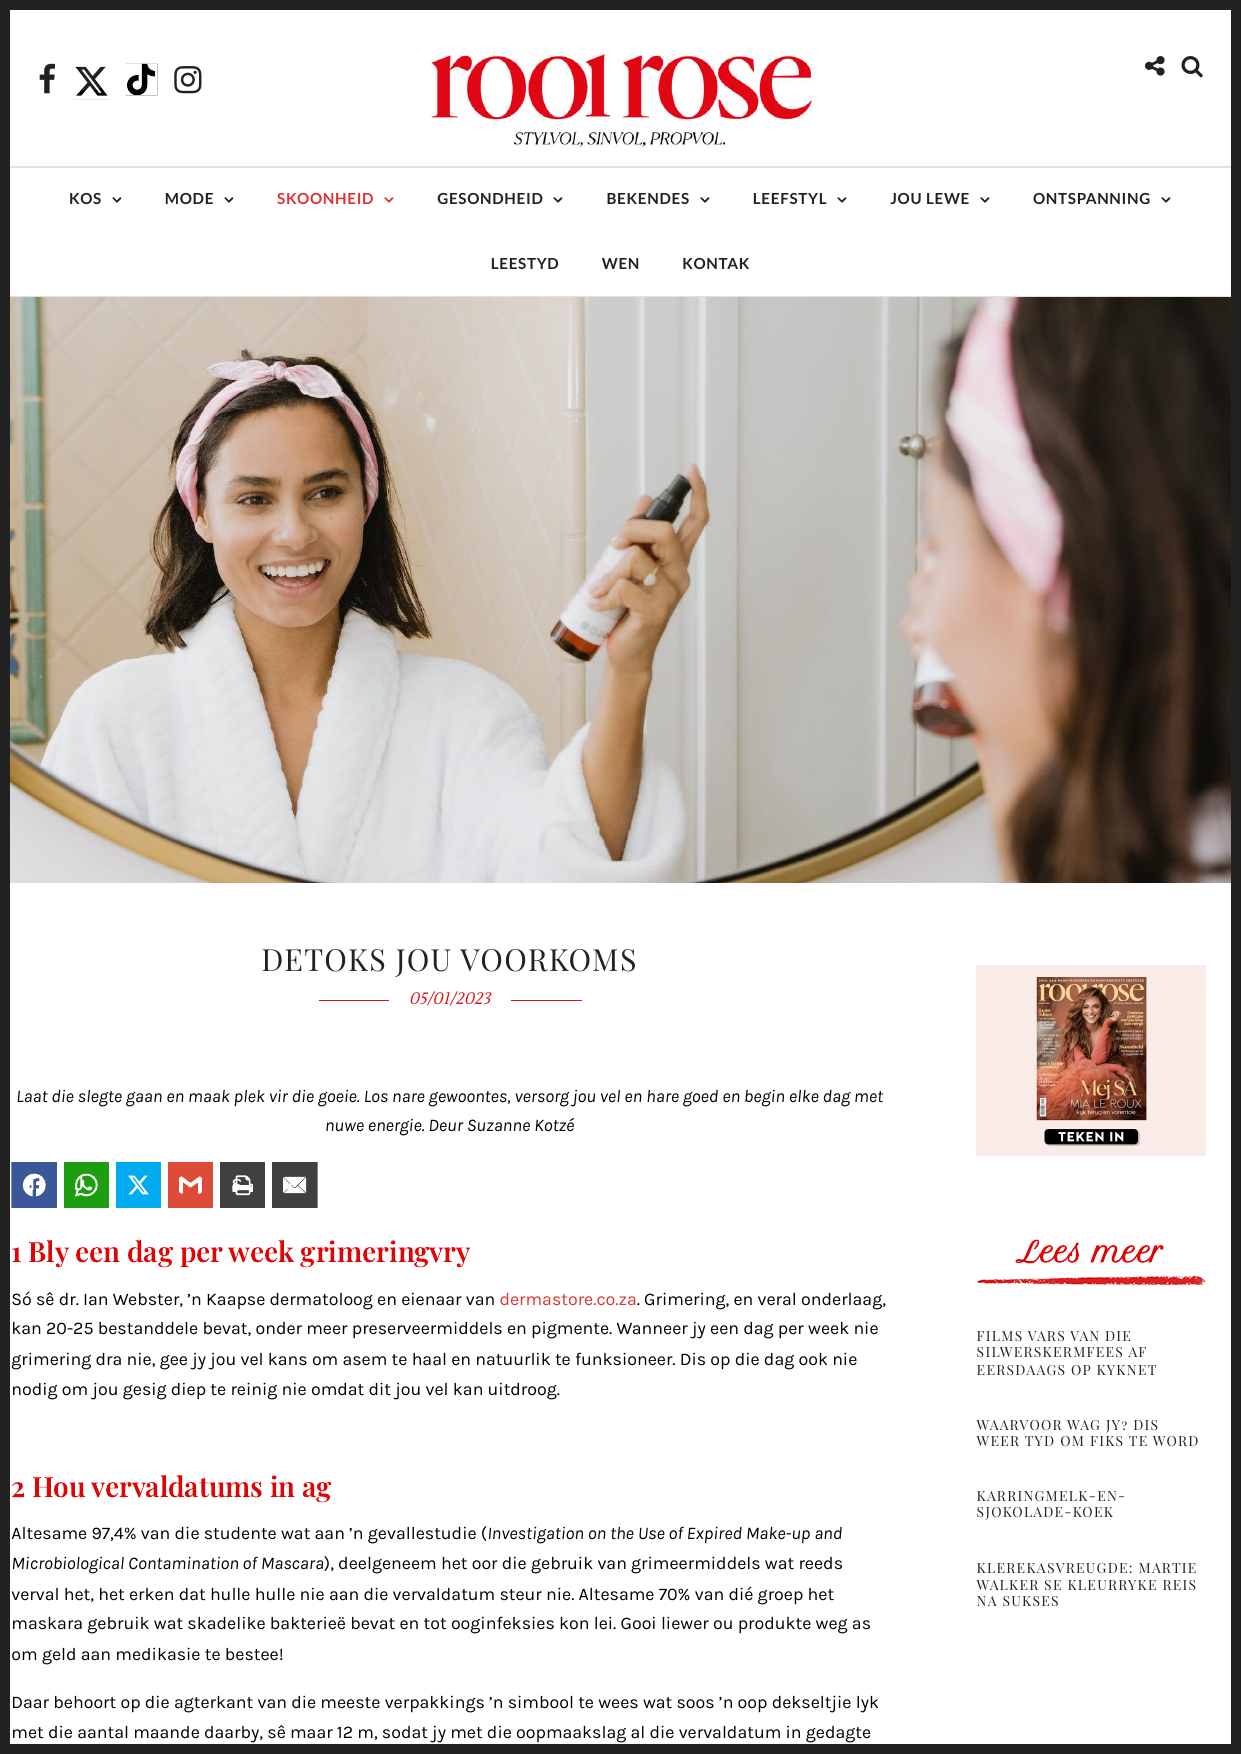 rooi rose
STYLVOL, SINVOL, PROPVOL.
KOS MODE SKOONHEID GESONDHEID BEKENDES LEEFSTYL JOU LEWE ONTSPANNING
LEESTYD WEN KONTAK
DETOKS JOU VOORKOMS
05/01/2023
Laat die slegte gaan en maak plek vir die goeie. Los nare gewoontes, versorg jou vel en hare goed en begin elke dag met
nuwe energie. Deur Suzanne Kotzé
1 Bly een dag per week grimeringvry
Só sê dr. Ian Webster, ’n Kaapse dermatoloog en eienaar van dermastore.co.za. Grimering, en veral onderlaag,
kan 20-25 bestanddele bevat, onder meer preserveermiddels en pigmente. Wanneer jy een dag per week nie
grimering dra nie, gee jy jou vel kans om asem te haal en natuurlik te funksioneer. Dis op die dag ook nie
nodig om jou gesig diep te reinig nie omdat dit jou vel kan uitdroog.
2 Hou vervaldatums in ag
Altesame 97,4% van die studente wat aan ’n gevallestudie (Investigation on the Use of Expired Make-up and
Microbiological Contamination of Mascara), deelgeneem het oor die gebruik van grimeermiddels wat reeds
verval het, het erken dat hulle hulle nie aan die vervaldatum steur nie. Altesame 70% van dié groep het
maskara gebruik wat skadelike bakterieë bevat en tot ooginfeksies kon lei. Gooi liewer ou produkte weg as
om geld aan medikasie te bestee!
Daar behoort op die agterkant van die meeste verpakkings ’n simbool te wees wat soos ’n oop dekseltjie lyk
met die aantal maande daarby, sê maar 12 m, sodat jy met die oopmaakslag al die vervaldatum in gedagte
rooi rose
Mej SA
MIA LE ROUX
kyk terug en vorentoe
TEKEN IN
Lees meer
FILMS VARS VAN DIE
SILWERSKERMFEES AF
EERSDAAGS OP KYKNET
WAARVOOR WAG JY? DIS
WEER TYD OM FIKS TE WORD
KARRINGMELK-EN-
SJOKOLADE-KOEK
KLEREKASVREUGDE: MARTIE
WALKER SE KLEURRYKE REIS
NA SUKSES